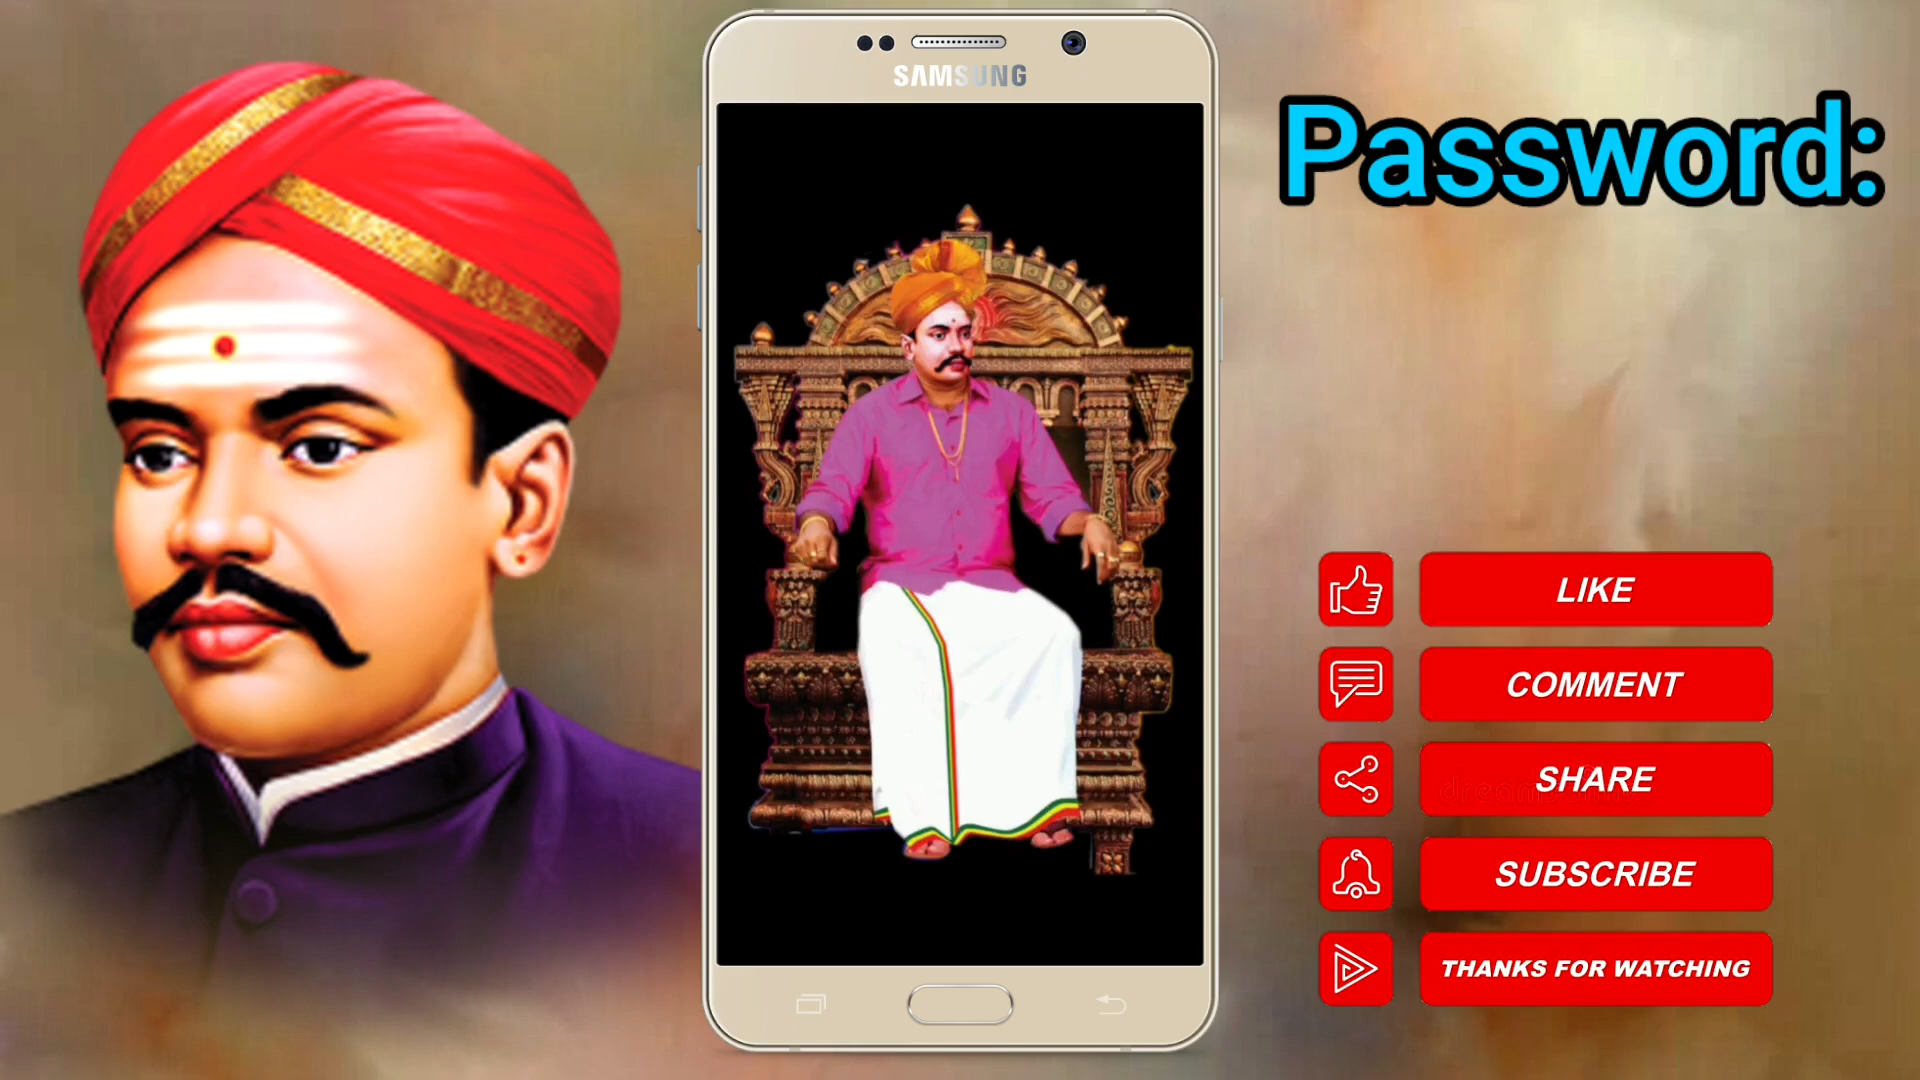 SAMSUNG
Password:
LIKE
COMMENT
SHARE
SUBSCRIBE
THANKS FOR WATCHING